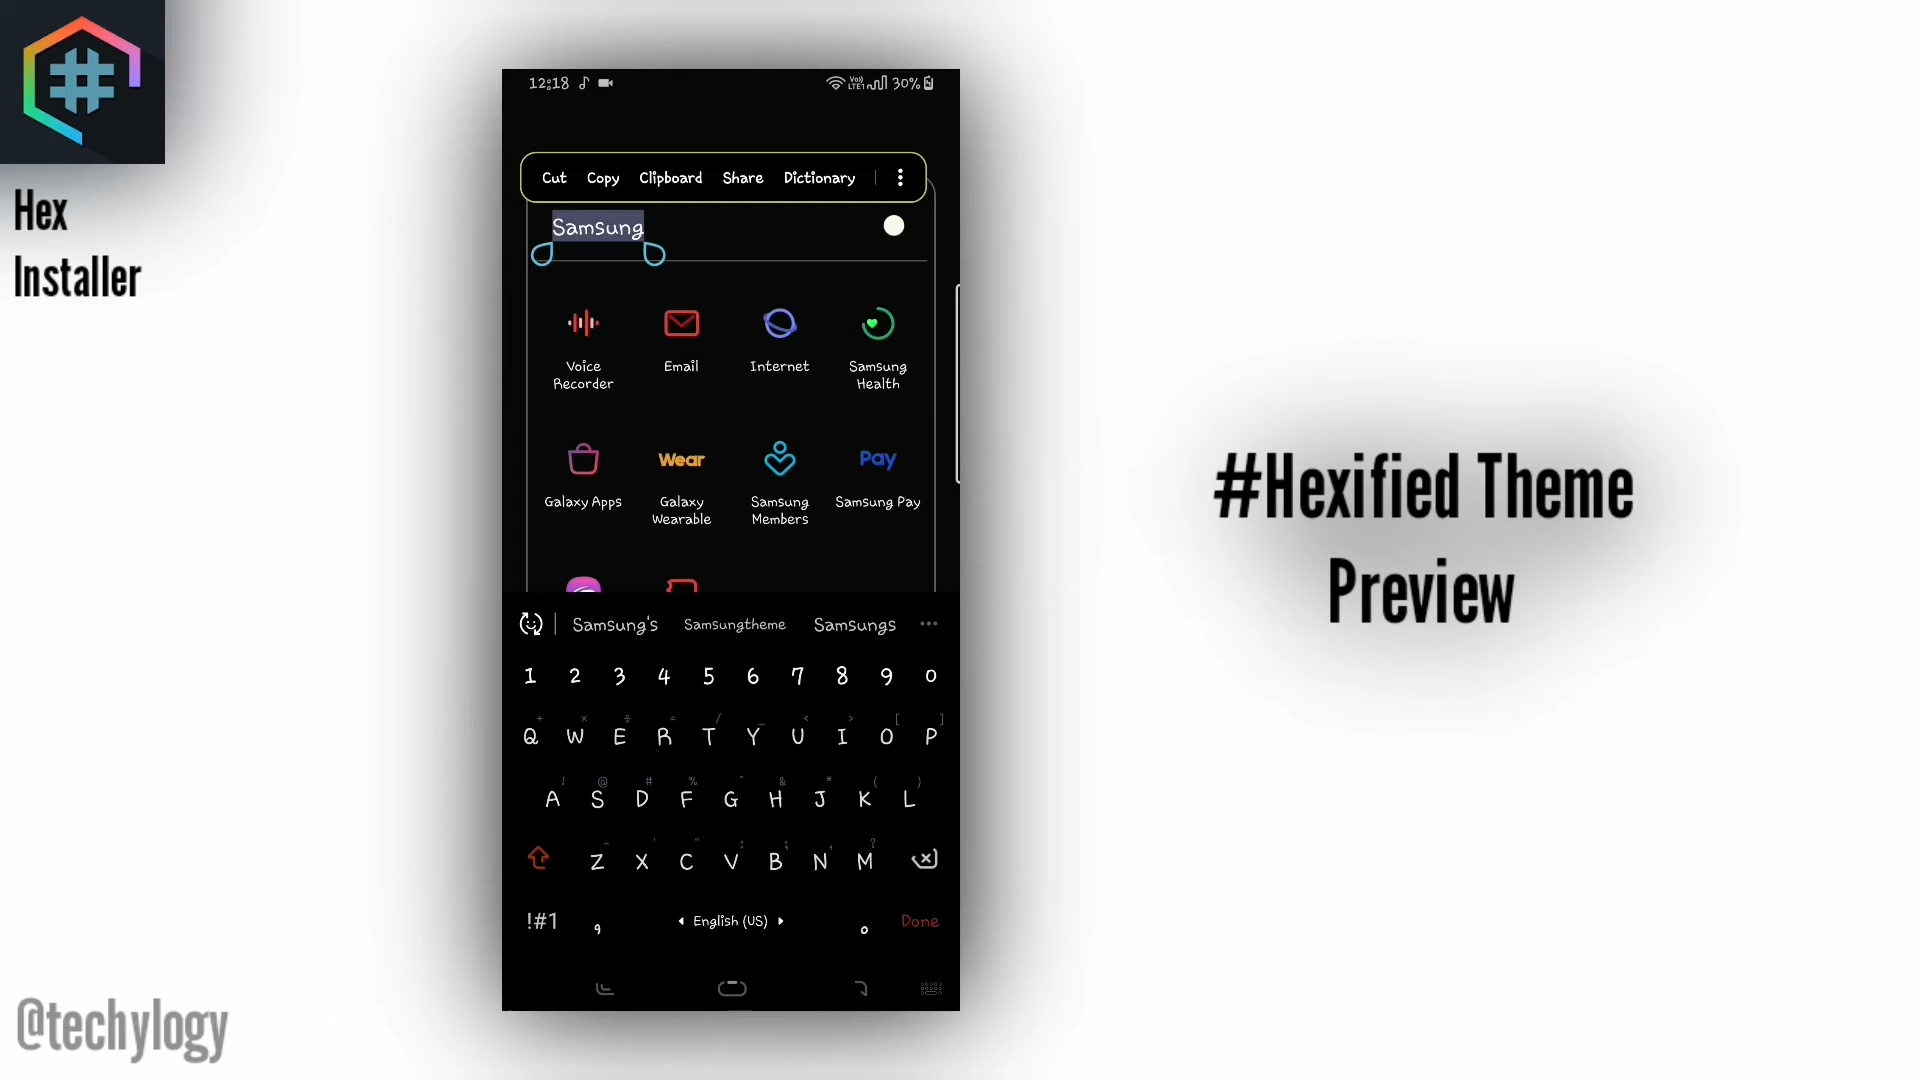 Hex
Installer
12:18
Vo))
LTE1
30%
Cut Copy Clipboard Share Dictionary
Samsung
Voice
Recorder
Email
Internet
Samsung
Health
Wear
Pay
Galaxy Apps
Galaxy
Wearable
Samsung
Members
Samsung Pay
Samsung's Samsungtheme Samsungs ...
1 2 3 4 5 6 7 8 9 0
+ × ÷ = / _ < > [ ]
Q W E R T Y U I O P
! @ # % ^ & * ( )
A S D F G H J K L
- ' " : ; , ?
Z X C V B N M
!#1 , English (US) . Done
#Hexified Theme
Preview
@techylogy